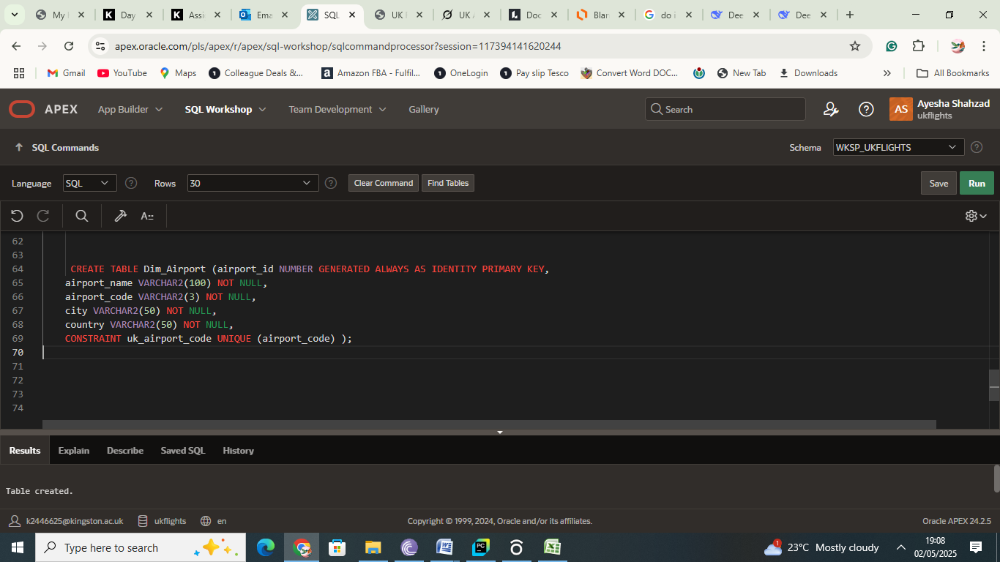 My
Day
Assi
Ema
SQL
UK
UK
Doc
Blar
do i
Dee
Dee
apex.oracle.com/pls/apex/r/apex/sql-workshop/sqlcommandprocessor?session=117394141620244
Gmail
YouTube
Maps
Colleague Deals &...
Amazon FBA - Fulfil...
OneLogin
Pay slip Tesco
Convert Word DOC...
New Tab
Downloads
All Bookmarks
APEX
App Builder
SQL Workshop
Team Development
Gallery
Search
AS
Ayesha Shahzad
ukflights
SQL Commands
Schema
WKSP_UKFLIGHTS
Language
SQL
Rows
30
Clear Command
Find Tables
Save
Run
62
63
64 CREATE TABLE Dim_Airport (airport_id NUMBER GENERATED ALWAYS AS IDENTITY PRIMARY KEY,
65 airport_name VARCHAR2(100) NOT NULL,
66 airport_code VARCHAR2(3) NOT NULL,
67 city VARCHAR2(50) NOT NULL,
68 country VARCHAR2(50) NOT NULL,
69 CONSTRAINT uk_airport_code UNIQUE (airport_code) );
70
71
72
73
74
Results
Explain
Describe
Saved SQL
History
Table created.
k2446625@kingston.ac.uk
ukflights
en
Copyright © 1999, 2024, Oracle and/or its affiliates.
Oracle APEX 24.2.5
Type here to search
23°C Mostly cloudy
19:08
02/05/2025